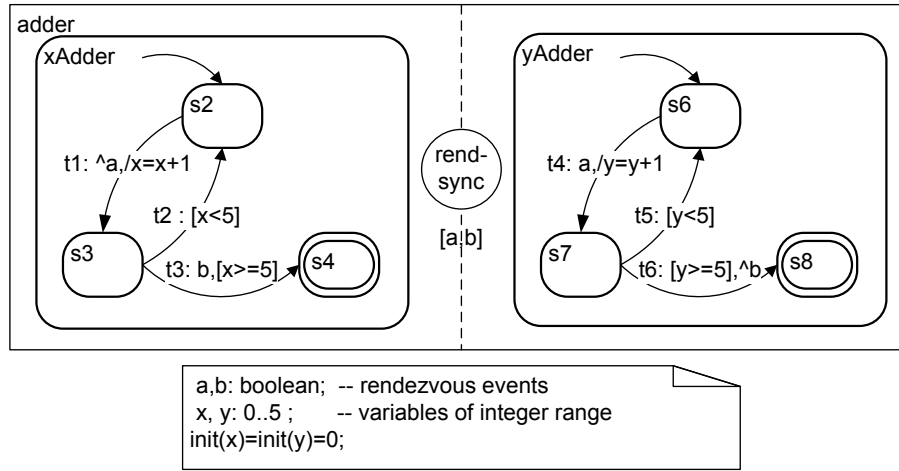 adder
xAdder
s2
t1: ^a,/x=x+1
t2 : [x<5]
s3
s4
t3: b,[x>=5]
rend-
sync
[a,b]
yAdder
s6
t4: a,/y=y+1
t5: [y<5]
s7
s8
t6: [y>=5],^b
a,b: boolean; -- rendezvous events
x, y: 0..5 ; -- variables of integer range
init(x)=init(y)=0;